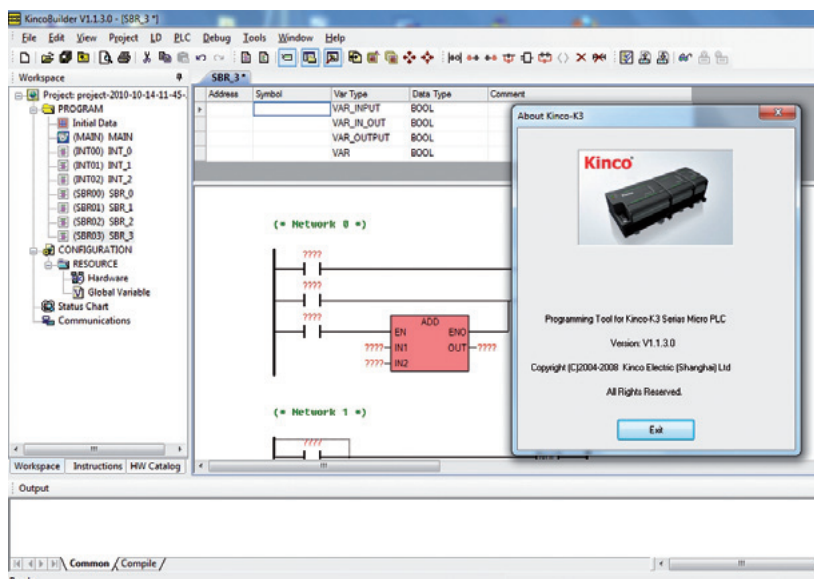 KincoBuilder V1.1.3.0 - [SBR_3 *]
File Edit View Project LD PLC Debug Tools Window Help
Workspace
SBR_3 *
Project: project-2010-10-14-11-45-
PROGRAM
Initial Data
(MAIN) MAIN
(INT00) INT_0
(INT01) INT_1
(INT02) INT_2
(SBR00) SBR_0
(SBR01) SBR_1
(SBR02) SBR_2
(SBR03) SBR_3
CONFIGURATION
RESOURCE
Hardware
Global Variable
Status Chart
Communications
Workspace Instructions HW Catalog
Address Symbol Var Type Data Type Comment
VAR_INPUT BOOL
VAR_IN_OUT BOOL
VAR_OUTPUT BOOL
VAR BOOL
(* Network 0 *)
????
????
????
ADD
EN ENO
???? IN1 OUT ????
???? IN2
(* Network 1 *)
????
About Kinco-K3
Kinco
Programming Tool for Kinco-K3 Serias Micro PLC
Version: V1.1.3.0
Copyright (C)2004-2008 Kinco Electric (Shanghai) Ltd
All Rights Reserved.
Exit
Output
Common Compile